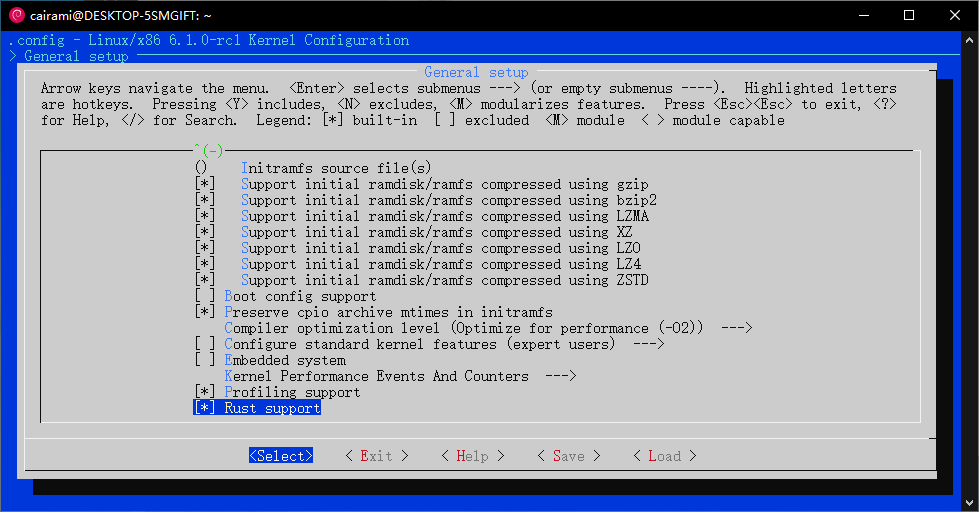 cairami@DESKTOP-5SMGIFT: ~
.config - Linux/x86 6.1.0-rc1 Kernel Configuration
> General setup
General setup
Arrow keys navigate the menu.  <Enter> selects submenus ---> (or empty submenus ----).  Highlighted letters
are hotkeys.  Pressing <Y> includes, <N> excludes, <M> modularizes features.  Press <Esc><Esc> to exit, <?>
for Help, </> for Search.  Legend: [*] built-in  [ ] excluded  <M> module  < > module capable
^(-)
()    Initramfs source file(s)
[*]   Support initial ramdisk/ramfs compressed using gzip
[*]   Support initial ramdisk/ramfs compressed using bzip2
[*]   Support initial ramdisk/ramfs compressed using LZMA
[*]   Support initial ramdisk/ramfs compressed using XZ
[*]   Support initial ramdisk/ramfs compressed using LZO
[*]   Support initial ramdisk/ramfs compressed using LZ4
[*]   Support initial ramdisk/ramfs compressed using ZSTD
[ ] Boot config support
[*] Preserve cpio archive mtimes in initramfs
Compiler optimization level (Optimize for performance (-O2))  --->
[ ] Configure standard kernel features (expert users)  --->
[ ] Embedded system
Kernel Performance Events And Counters  --->
[*] Profiling support
[*] Rust support
<Select>    < Exit >    < Help >    < Save >    < Load >